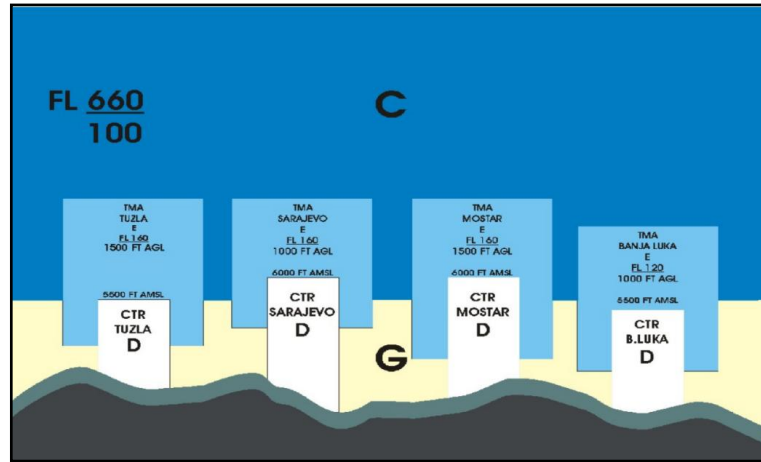 FL 660
100
C
TMA
TUZLA
E
FL 160
1500 FT AGL
5500 FT AMSL
CTR
TUZLA
D
TMA
SARAJEVO
E
FL 160
1000 FT AGL
6000 FT AMSL
CTR
SARAJEVO
D
TMA
MOSTAR
E
FL 160
1500 FT AGL
6000 FT AMSL
CTR
MOSTAR
D
TMA
BANJA LUKA
E
FL 120
1000 FT AGL
5500 FT AMSL
CTR
B.LUKA
D
G